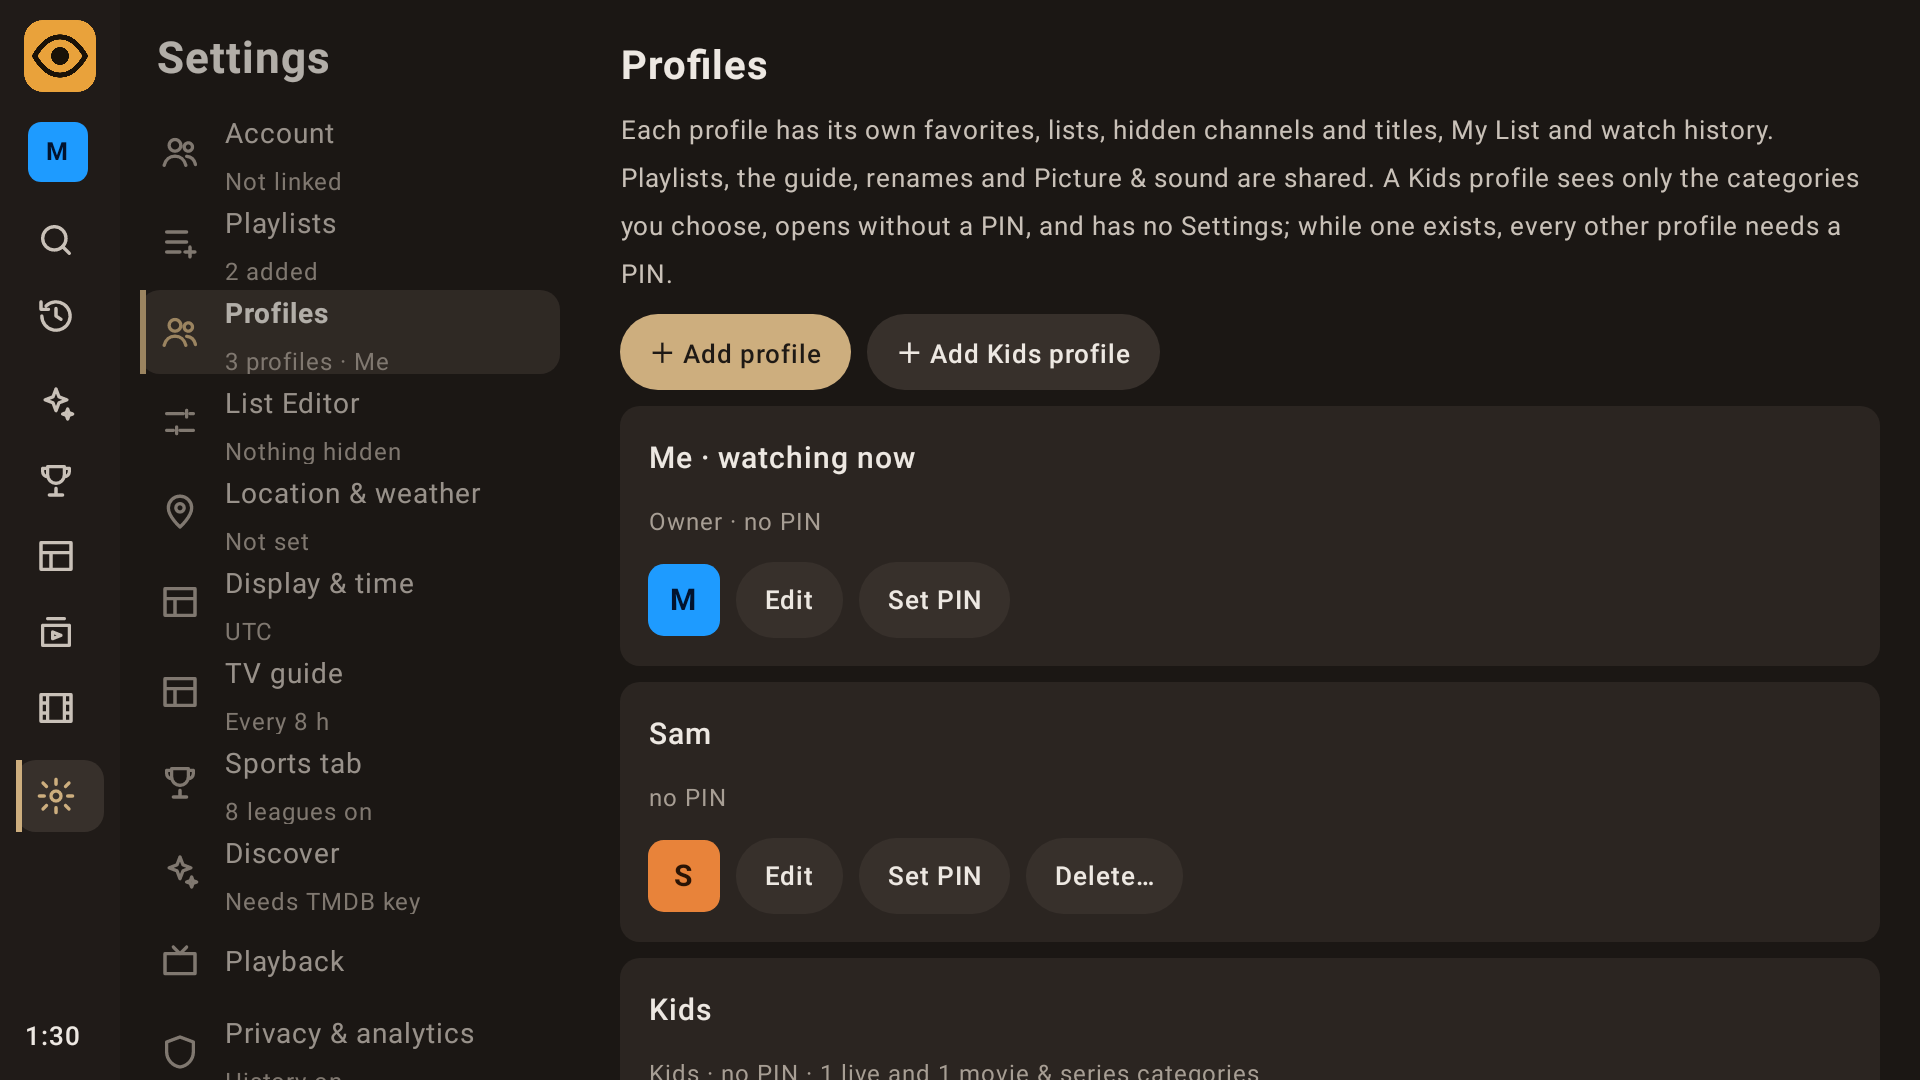 Settings
M
Account
Not linked
Playlists
2 added
Profiles
3 profiles · Me
List Editor
Nothing hidden
Location & weather
Not set
Display & time
UTC
TV guide
Every 8 h
Sports tab
8 leagues on
Discover
Needs TMDB key
Playback
Privacy & analytics
History on
1:30
Profiles
Each profile has its own favorites, lists, hidden channels and titles, My List and watch history.
Playlists, the guide, renames and Picture & sound are shared. A Kids profile sees only the categories
you choose, opens without a PIN, and has no Settings; while one exists, every other profile needs a
PIN.
+ Add profile
+ Add Kids profile
Me · watching now
Owner · no PIN
M
Edit
Set PIN
Sam
no PIN
S
Edit
Set PIN
Delete…
Kids
Kids · no PIN · 1 live and 1 movie & series categories